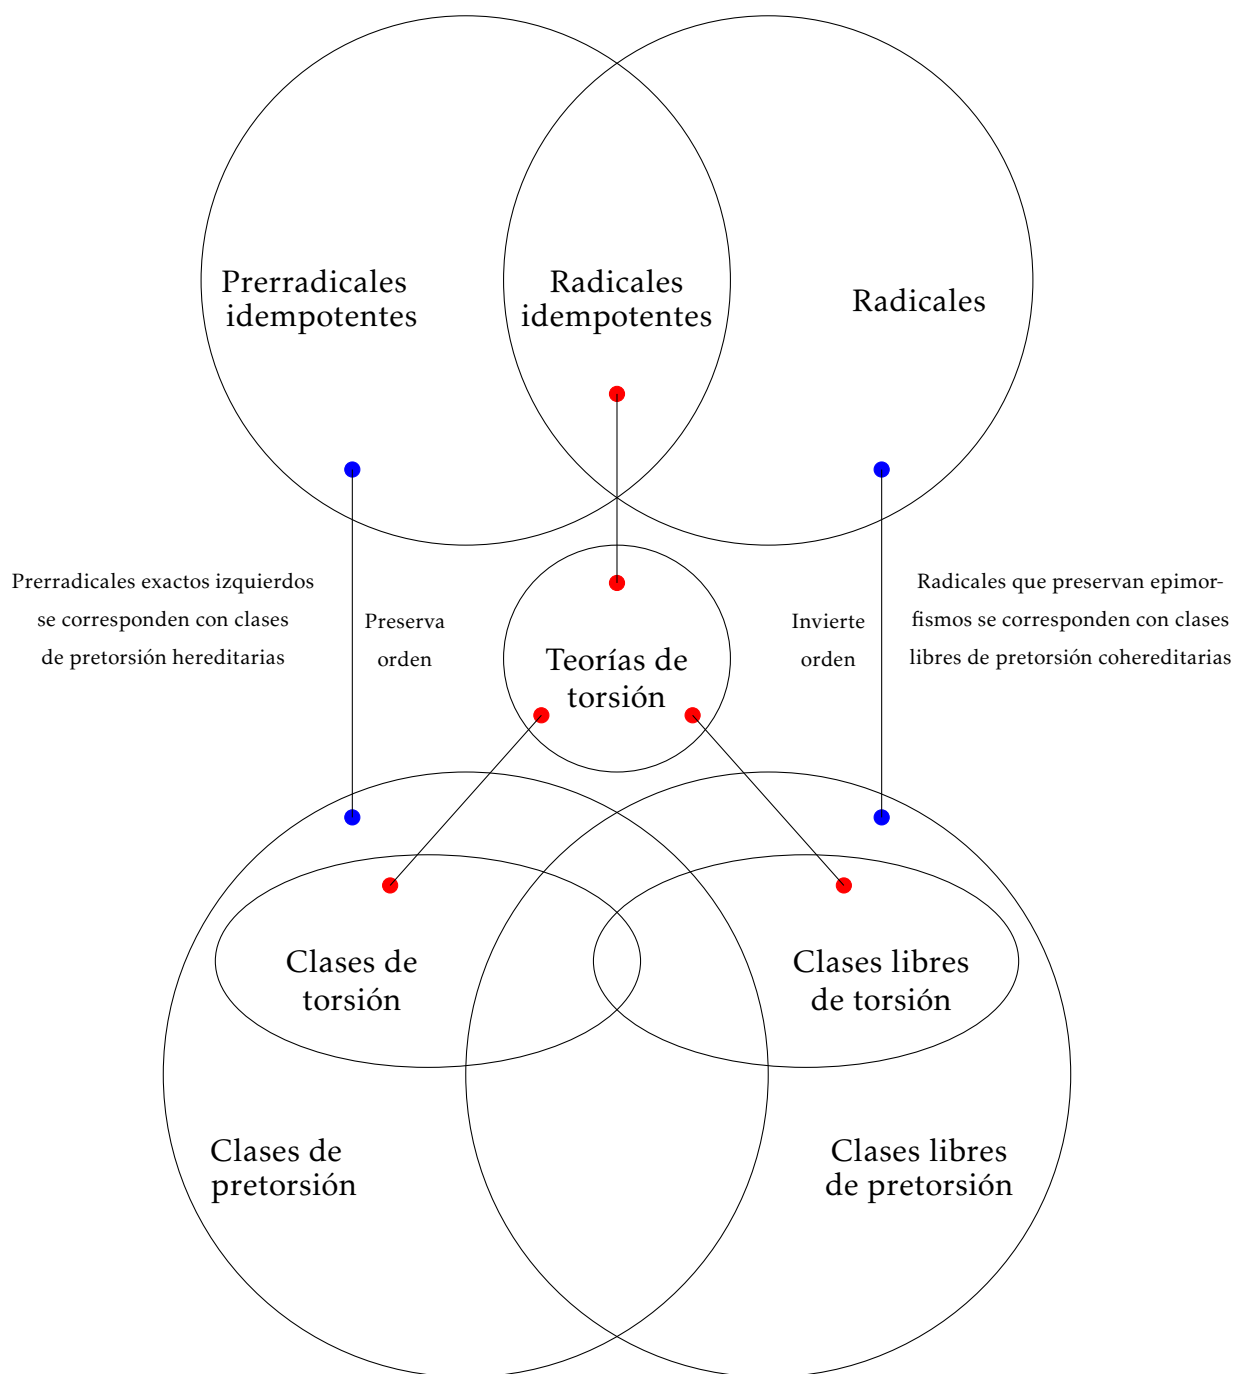 Prerradicales
idempotentes
Radicales
idempotentes
Radicales
Prerradicales exactos izquierdos
se corresponden con clases
de pretorsión hereditarias
Preserva
orden
Invierte
orden
Radicales que preservan epimor-
fismos se corresponden con clases
libres de pretorsión cohereditarias
Teorías de
torsión
Clases de
torsión
Clases libres
de torsión
Clases de
pretorsión
Clases libres
de pretorsión